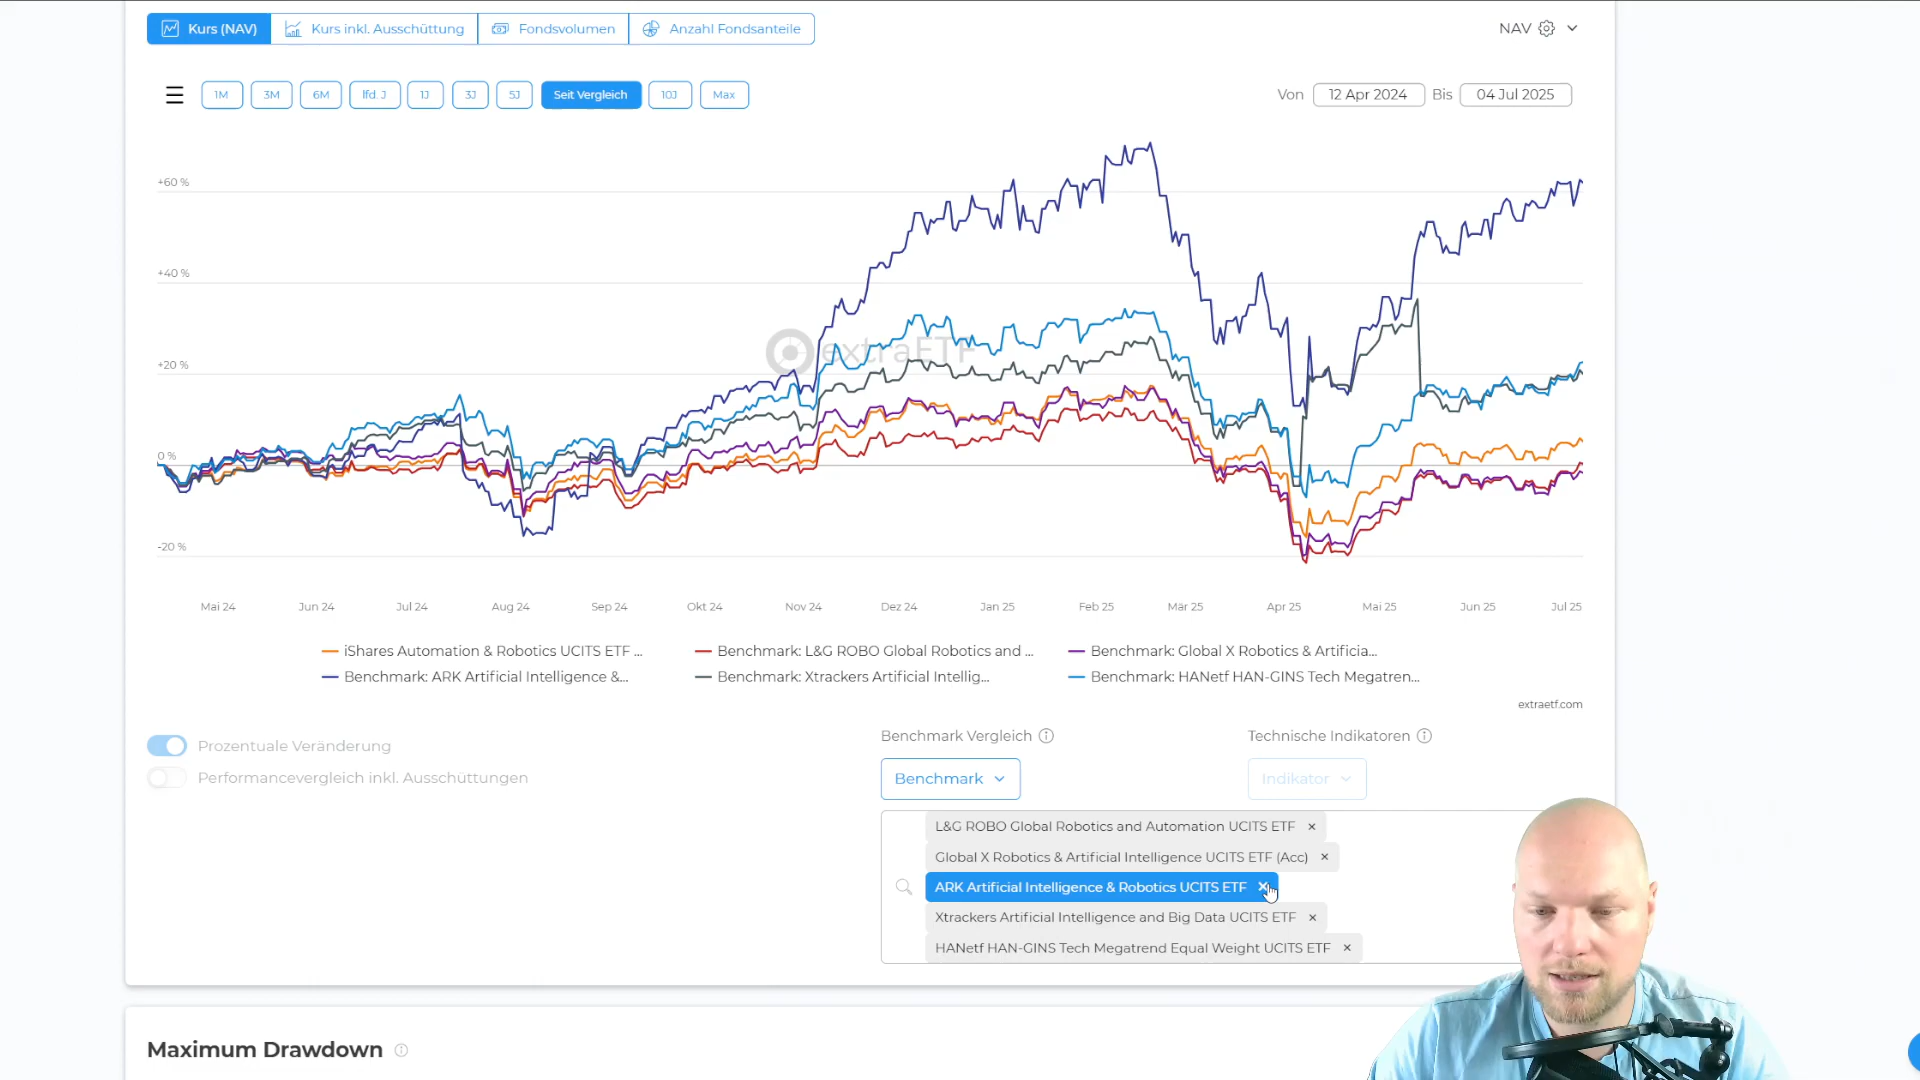 Kurs (NAV) Kurs inkl. Ausschüttung Fondsvolumen Anzahl Fondsanteile NAV
1M 3M 6M lfd. J 1J 3J 5J Seit Vergleich 10J Max Von 12 Apr 2024 Bis 04 Jul 2025
+60 %
+40 %
extraETF
+20 %
0 %
-20 %
Mai 24 Jun 24 Jul 24 Aug 24 Sep 24 Okt 24 Nov 24 Dez 24 Jan 25 Feb 25 Mär 25 Apr 25 Mai 25 Jun 25 Jul 25
iShares Automation & Robotics UCITS ETF ... Benchmark: L&G ROBO Global Robotics and ... Benchmark: Global X Robotics & Artificia...
Benchmark: ARK Artificial Intelligence &... Benchmark: Xtrackers Artificial Intellig... Benchmark: HANetf HAN-GINS Tech Megatren...
extraetf.com
Benchmark Vergleich Technische Indikatoren
Prozentuale Veränderung
Performancevergleich inkl. Ausschüttungen
Benchmark Indikator
L&G ROBO Global Robotics and Automation UCITS ETF ×
Global X Robotics & Artificial Intelligence UCITS ETF (Acc) ×
ARK Artificial Intelligence & Robotics UCITS ETF ×
Xtrackers Artificial Intelligence and Big Data UCITS ETF ×
HANetf HAN-GINS Tech Megatrend Equal Weight UCITS ETF ×
Maximum Drawdown